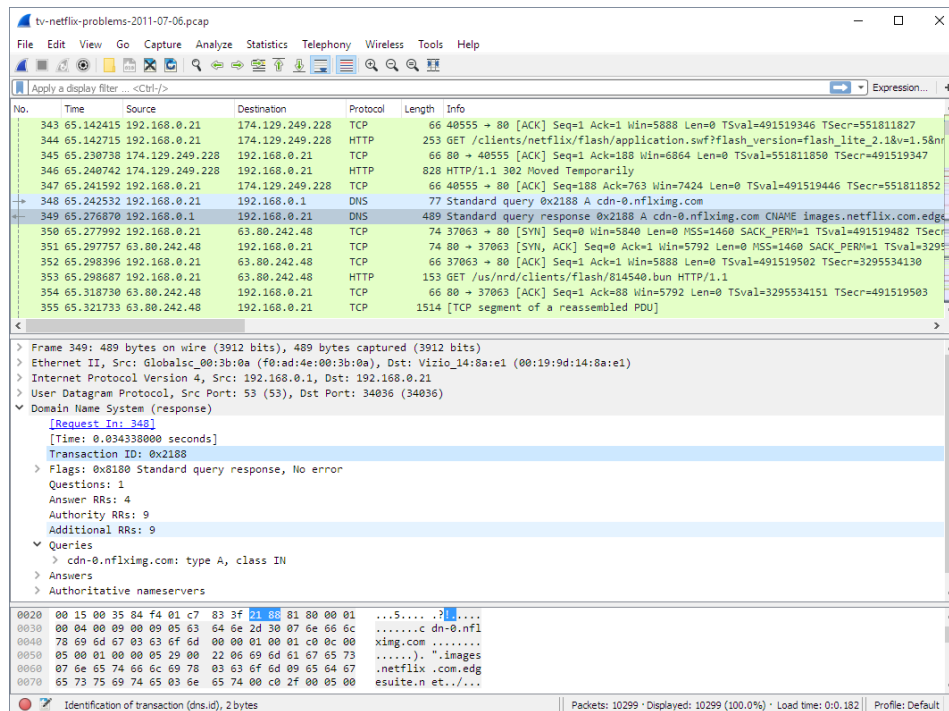 tv-netflix-problems-2011-07-06.pcap
File Edit View Go Capture Analyze Statistics Telephony Wireless Tools Help
Apply a display filter ... <Ctrl-/> Expression... +
No. Time Source Destination Protocol Length Info
343 65.142415 192.168.0.21 174.129.249.228 TCP 66 40555 → 80 [ACK] Seq=1 Ack=1 Win=5888 Len=0 TSval=491519346 TSecr=551811827
344 65.142715 192.168.0.21 174.129.249.228 HTTP 253 GET /clients/netflix/flash/application.swf?flash_version=flash_lite_2.1&v=1.5&nr
345 65.230738 174.129.249.228 192.168.0.21 TCP 66 80 → 40555 [ACK] Seq=1 Ack=188 Win=6864 Len=0 TSval=551811850 TSecr=491519347
346 65.240742 174.129.249.228 192.168.0.21 HTTP 828 HTTP/1.1 302 Moved Temporarily
347 65.241592 192.168.0.21 174.129.249.228 TCP 66 40555 → 80 [ACK] Seq=188 Ack=763 Win=7424 Len=0 TSval=491519446 TSecr=551811852
348 65.242532 192.168.0.21 192.168.0.1 DNS 77 Standard query 0x2188 A cdn-0.nflximg.com
349 65.276870 192.168.0.1 192.168.0.21 DNS 489 Standard query response 0x2188 A cdn-0.nflximg.com CNAME images.netflix.com.edge
350 65.277992 192.168.0.21 63.80.242.48 TCP 74 37063 → 80 [SYN] Seq=0 Win=5840 Len=0 MSS=1460 SACK_PERM=1 TSval=491519482 TSecr
351 65.297757 63.80.242.48 192.168.0.21 TCP 74 80 → 37063 [SYN, ACK] Seq=0 Ack=1 Win=5792 Len=0 MSS=1460 SACK_PERM=1 TSval=3295
352 65.298396 192.168.0.21 63.80.242.48 TCP 66 37063 → 80 [ACK] Seq=1 Ack=1 Win=5888 Len=0 TSval=491519502 TSecr=3295534130
353 65.298687 192.168.0.21 63.80.242.48 HTTP 153 GET /us/nrd/clients/flash/814540.bun HTTP/1.1
354 65.318730 63.80.242.48 192.168.0.21 TCP 66 80 → 37063 [ACK] Seq=1 Ack=88 Win=5792 Len=0 TSval=3295534151 TSecr=491519503
355 65.321733 63.80.242.48 192.168.0.21 TCP 1514 [TCP segment of a reassembled PDU]
> Frame 349: 489 bytes on wire (3912 bits), 489 bytes captured (3912 bits)
> Ethernet II, Src: Globalsc_00:3b:0a (f0:ad:4e:00:3b:0a), Dst: Vizio_14:8a:e1 (00:19:9d:14:8a:e1)
> Internet Protocol Version 4, Src: 192.168.0.1, Dst: 192.168.0.21
> User Datagram Protocol, Src Port: 53 (53), Dst Port: 34036 (34036)
Domain Name System (response)
[Request In: 348]
[Time: 0.034338000 seconds]
Transaction ID: 0x2188
> Flags: 0x8180 Standard query response, No error
Questions: 1
Answer RRs: 4
Authority RRs: 9
Additional RRs: 9
Queries
> cdn-0.nflximg.com: type A, class IN
> Answers
> Authoritative nameservers
0020 00 15 00 35 84 f4 01 c7 83 3f 21 88 81 80 00 01 ...5.... .?!.....
0030 00 04 00 09 00 09 05 63 64 6e 2d 30 07 6e 66 6c .......c dn-0.nfl
0040 78 69 6d 67 03 63 6f 6d 00 00 01 00 01 c0 0c 00 ximg.com ........
0050 05 00 01 00 00 05 29 00 22 06 69 6d 61 67 65 73 ......). ".images
0060 07 6e 65 74 66 6c 69 78 03 63 6f 6d 09 65 64 67 .netflix .com.edg
0070 65 73 75 69 74 65 03 6e 65 74 00 c0 2f 00 05 00 esuite.n et../...
Identification of transaction (dns.id), 2 bytes Packets: 10299 · Displayed: 10299 (100.0%) · Load time: 0:0.182 Profile: Default